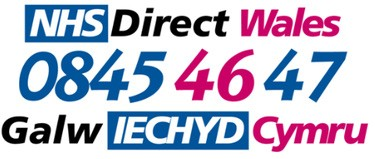 NHS Direct Wales
0845 46 47
Galw IECHYD Cymru